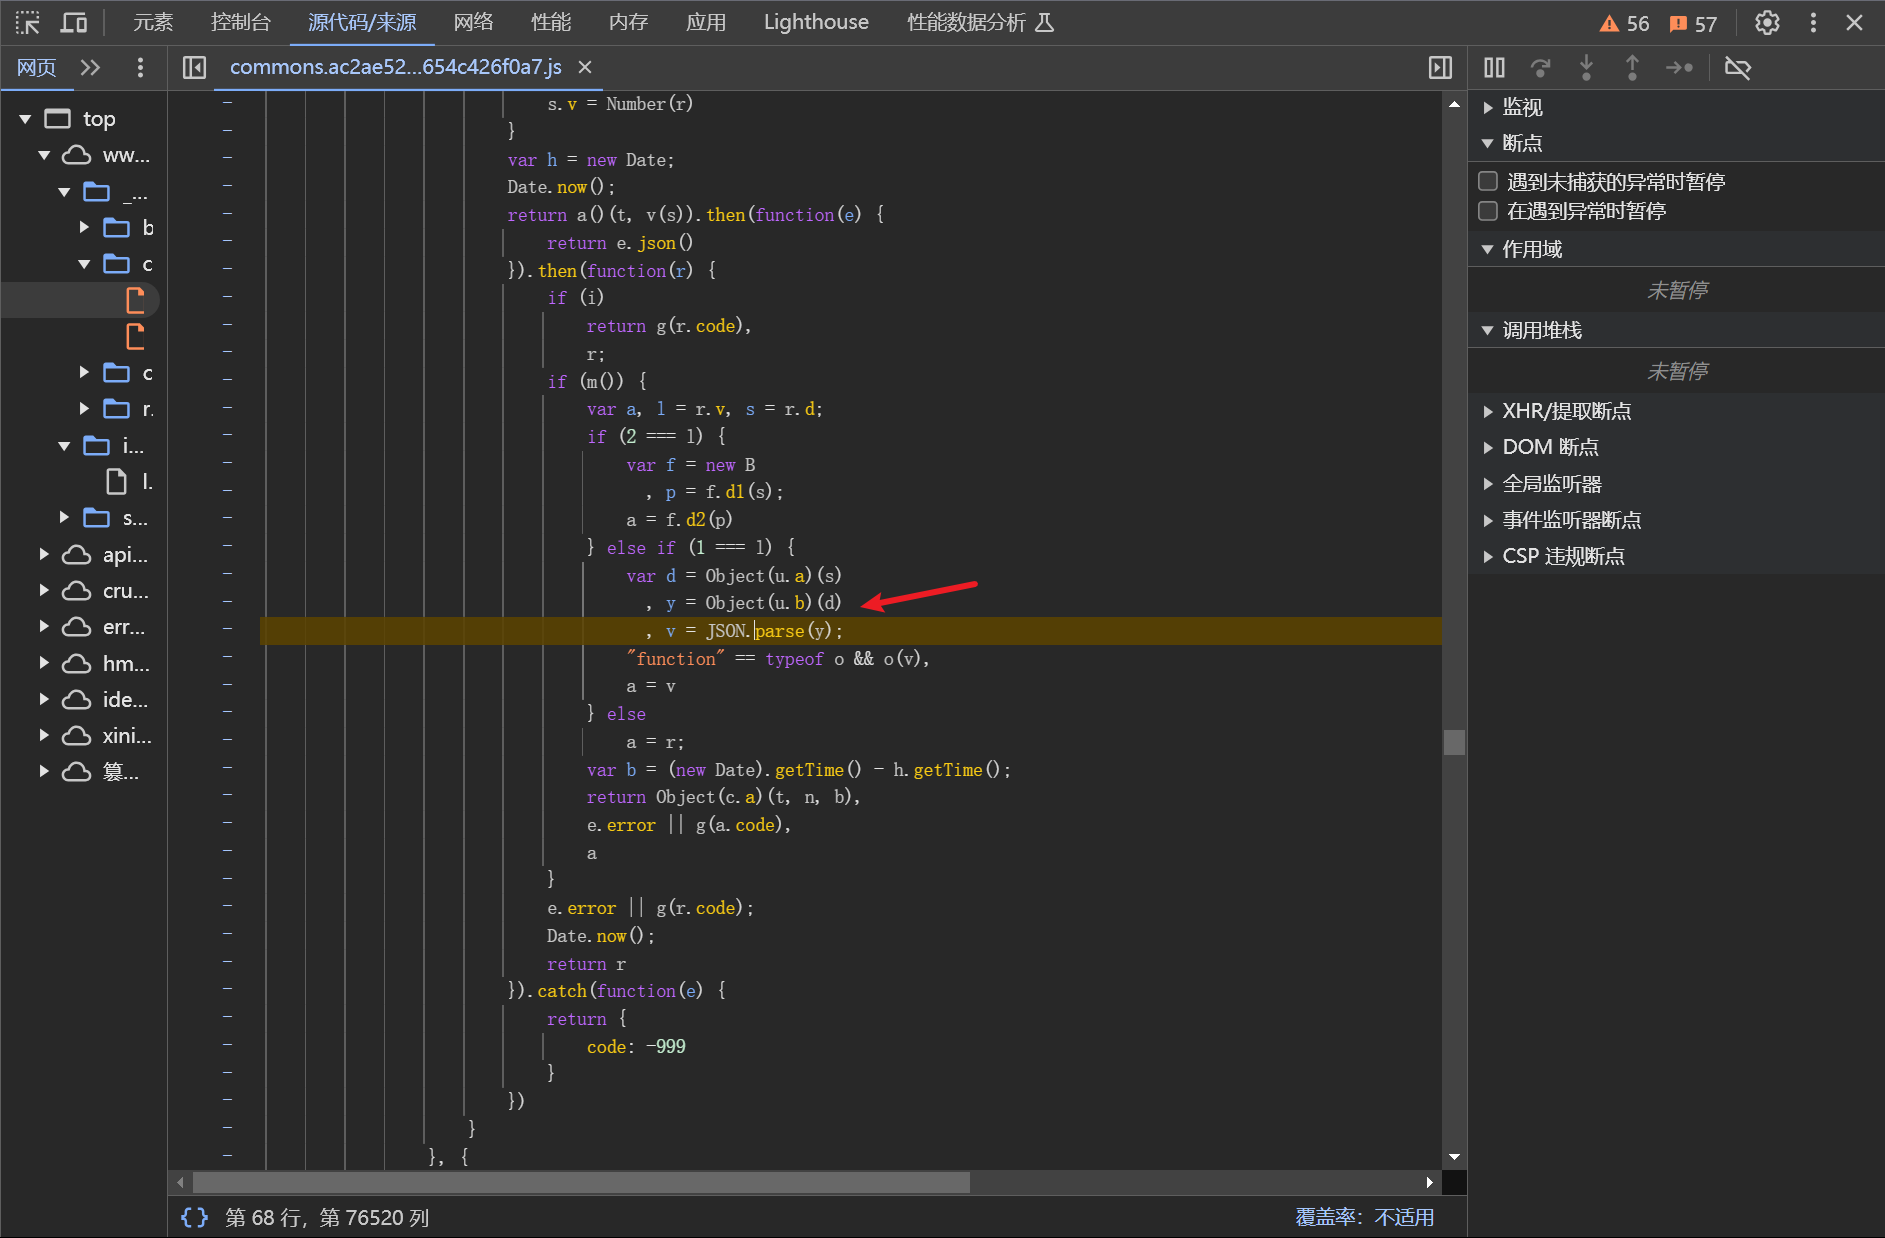 元素 控制台 源代码/来源 网络 性能 内存 应用 Lighthouse 性能数据分析 56 57
网页 commons.ac2ae52...654c426f0a7.js
top
ww...
_...
b
c
c
r.
i...
l.
s...
api...
cru...
err...
hm...
ide...
xini...
篡...
s.v = Number(r)
}
var h = new Date;
Date.now();
return a()(t, v(s)).then(function(e) {
return e.json()
}).then(function(r) {
if (i)
return g(r.code),
r;
if (m()) {
var a, l = r.v, s = r.d;
if (2 === l) {
var f = new B
, p = f.d1(s);
a = f.d2(p)
} else if (1 === l) {
var d = Object(u.a)(s)
, y = Object(u.b)(d)
, v = JSON.parse(y);
"function" == typeof o && o(v),
a = v
} else
a = r;
var b = (new Date).getTime() - h.getTime();
return Object(c.a)(t, n, b),
e.error || g(a.code),
a
}
e.error || g(r.code);
Date.now();
return r
}).catch(function(e) {
return {
code: -999
}
})
}
}, {
{} 第 68 行，第 76520 列 覆盖率：不适用
监视
断点
遇到未捕获的异常时暂停
在遇到异常时暂停
作用域
未暂停
调用堆栈
未暂停
XHR/提取断点
DOM 断点
全局监听器
事件监听器断点
CSP 违规断点